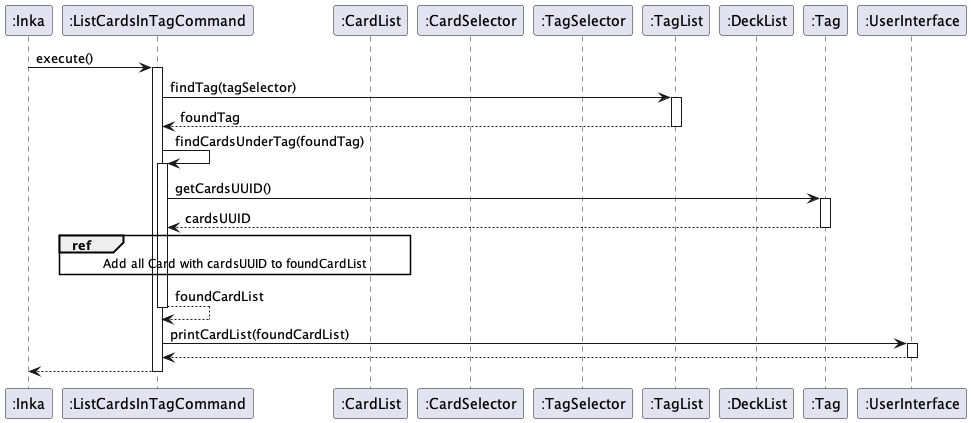 :Inka :ListCardsInTagCommand :CardList :CardSelector :TagSelector :TagList :DeckList :Tag :UserInterface
execute()
findTag(tagSelector)
foundTag
findCardsUnderTag(foundTag)
getCardsUUID()
cardsUUID
ref
Add all Card with cardsUUID to foundCardList
foundCardList
printCardList(foundCardList)
:Inka :ListCardsInTagCommand :CardList :CardSelector :TagSelector :TagList :DeckList :Tag :UserInterface